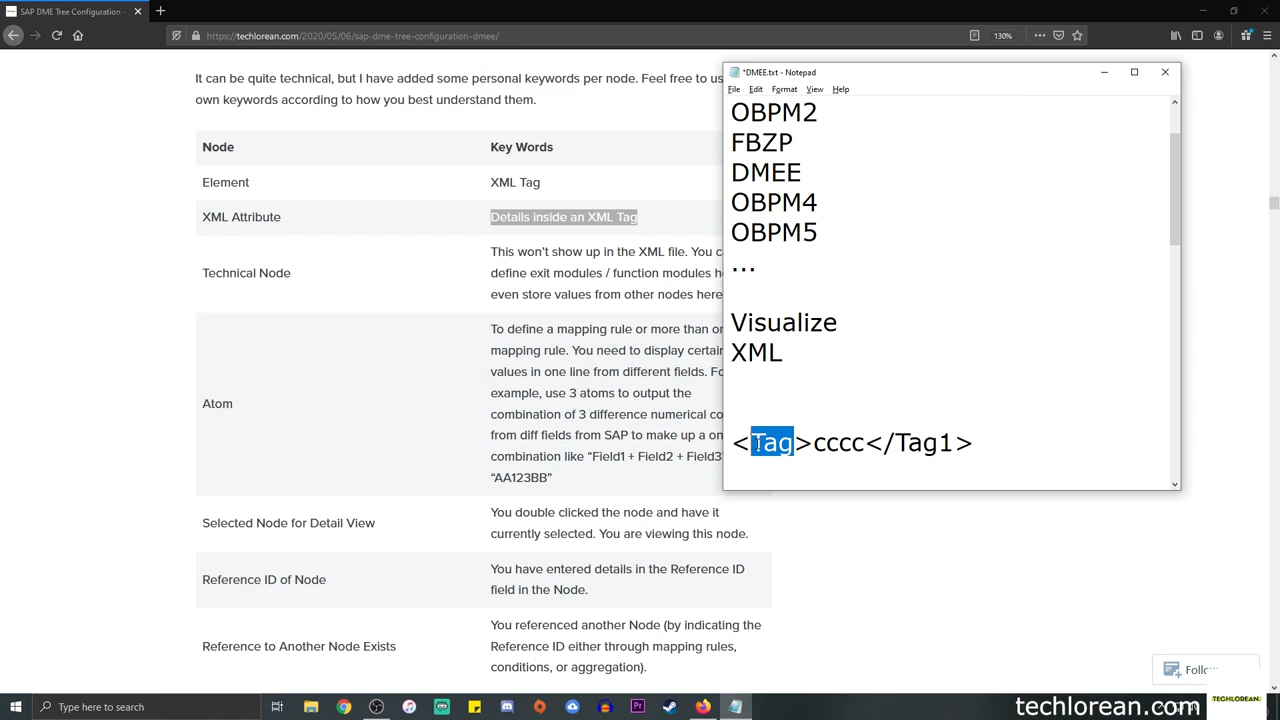 SAP DME Tree Configuration -
https://techlorean.com/2020/05/06/sap-dme-tree-configuration-dmee/
130%
It can be quite technical, but I have added some personal keywords per node. Feel free to us
own keywords according to how you best understand them.
Node Key Words
Element XML Tag
XML Attribute Details inside an XML Tag
Technical Node
This won't show up in the XML file. You c
define exit modules / function modules h
even store values from other nodes here
Atom
To define a mapping rule or more than or
mapping rule. You need to display certain
values in one line from different fields. Fo
example, use 3 atoms to output the
combination of 3 difference numerical co
from diff fields from SAP to make up a on
combination like "Field1 + Field2 + Field3"
"AA123BB"
Selected Node for Detail View
You double clicked the node and have it
currently selected. You are viewing this node.
Reference ID of Node
You have entered details in the Reference ID
field in the Node.
Reference to Another Node Exists
You referenced another Node (by indicating the
Reference ID either through mapping rules,
conditions, or aggregation).
*DMEE.txt - Notepad
File Edit Format View Help
OBPM2
FBZP
DMEE
OBPM4
OBPM5
...
Visualize
XML
<Tag>cccc</Tag1>
Follo
Type here to search
techlorean.com
TECHLOREAN